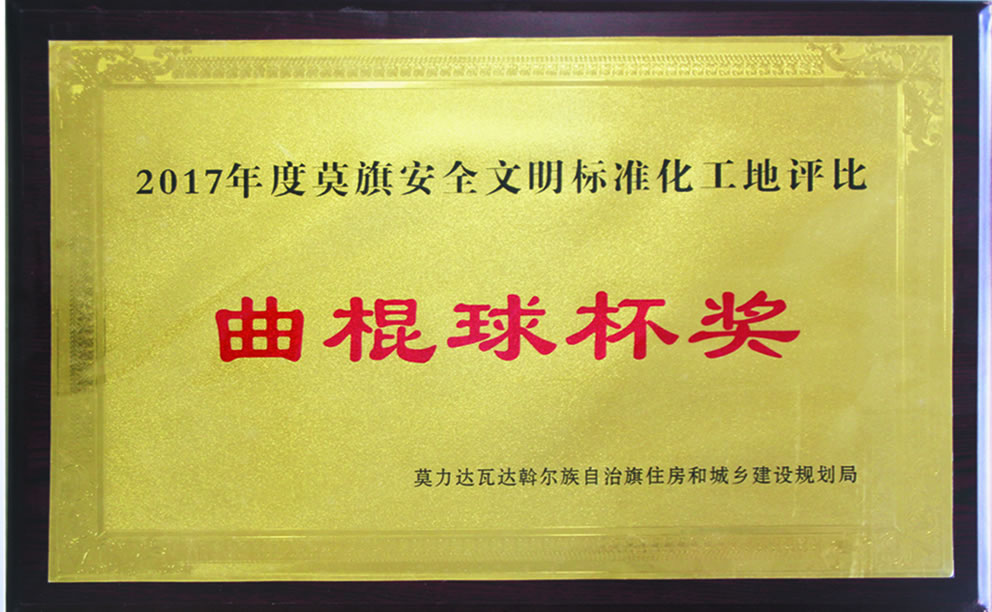 2017年度莫旗安全文明标准化工地评比
曲棍球杯奖
莫力达瓦达斡尔族自治旗住房和城乡建设规划局